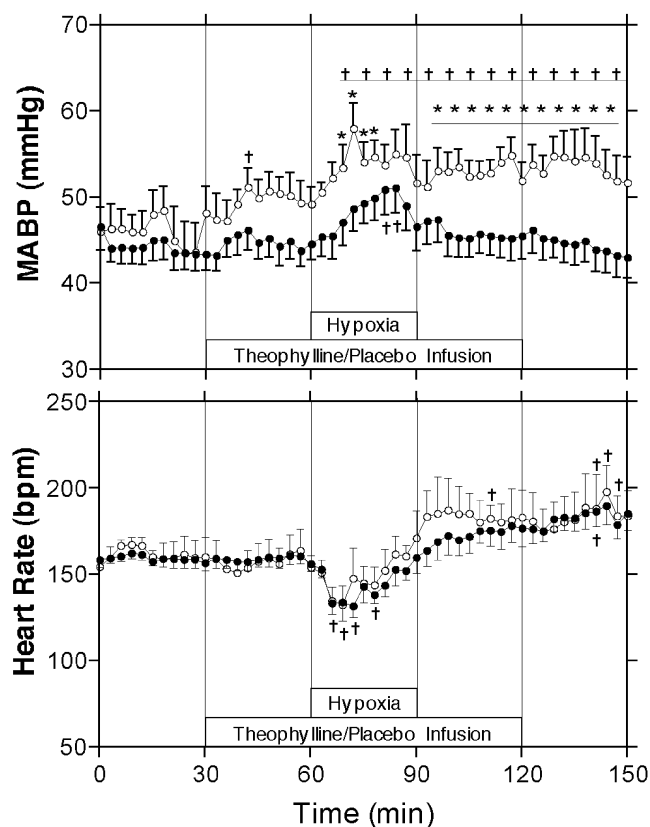 70
60
50
40
30
MABP (mmHg)
† † † † † † † † † † † † † †
* * * * * * * * * * *
*
* * *
†
††
Hypoxia
Theophylline/Placebo Infusion
250
200
150
100
50
Heart Rate (bpm)
† † † †
†
† † †
†
Hypoxia
Theophylline/Placebo Infusion
0 30 60 90 120 150
Time (min)